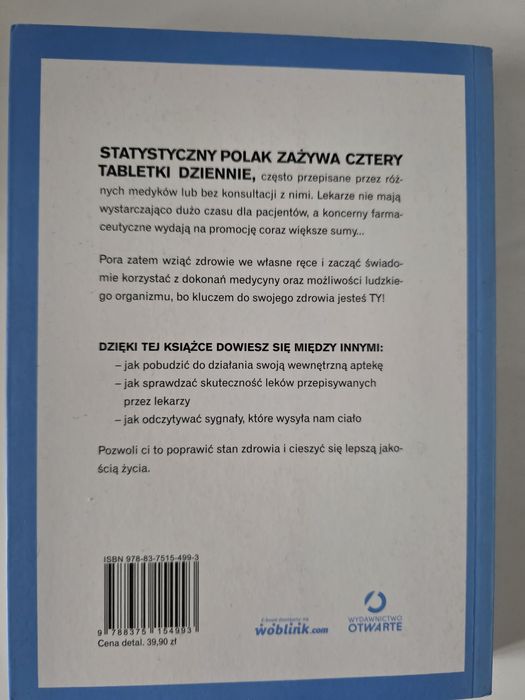 STATYSTYCZNY POLAK ZAŻYWA CZTERY
TABLETKI DZIENNIE, często przepisane przez róż-
nych medyków lub bez konsultacji z nimi. Lekarze nie mają
wystarczająco dużo czasu dla pacjentów, a koncerny farma-
ceutyczne wydają na promocję coraz większe sumy...
Pora zatem wziąć zdrowie we własne ręce i zacząć świado-
mie korzystać z dokonań medycyny oraz możliwości ludzkie-
go organizmu, bo kluczem do swojego zdrowia jesteś TY!
DZIĘKI TEJ KSIĄŻCE DOWIESZ SIĘ MIĘDZY INNYMI:
– jak pobudzić do działania swoją wewnętrzną aptekę
– jak sprawdzać skuteczność leków przepisywanych
przez lekarzy
– jak odczytywać sygnały, które wysyła nam ciało
Pozwoli ci to poprawić stan zdrowia i cieszyć się lepszą jako-
ścią życia.
ISBN 978-83-7515-499-3
9 788375 154993
Cena detal. 39,90 zł
E-book dostępny na
woblink.com
WYDAWNICTWO
OTWARTE